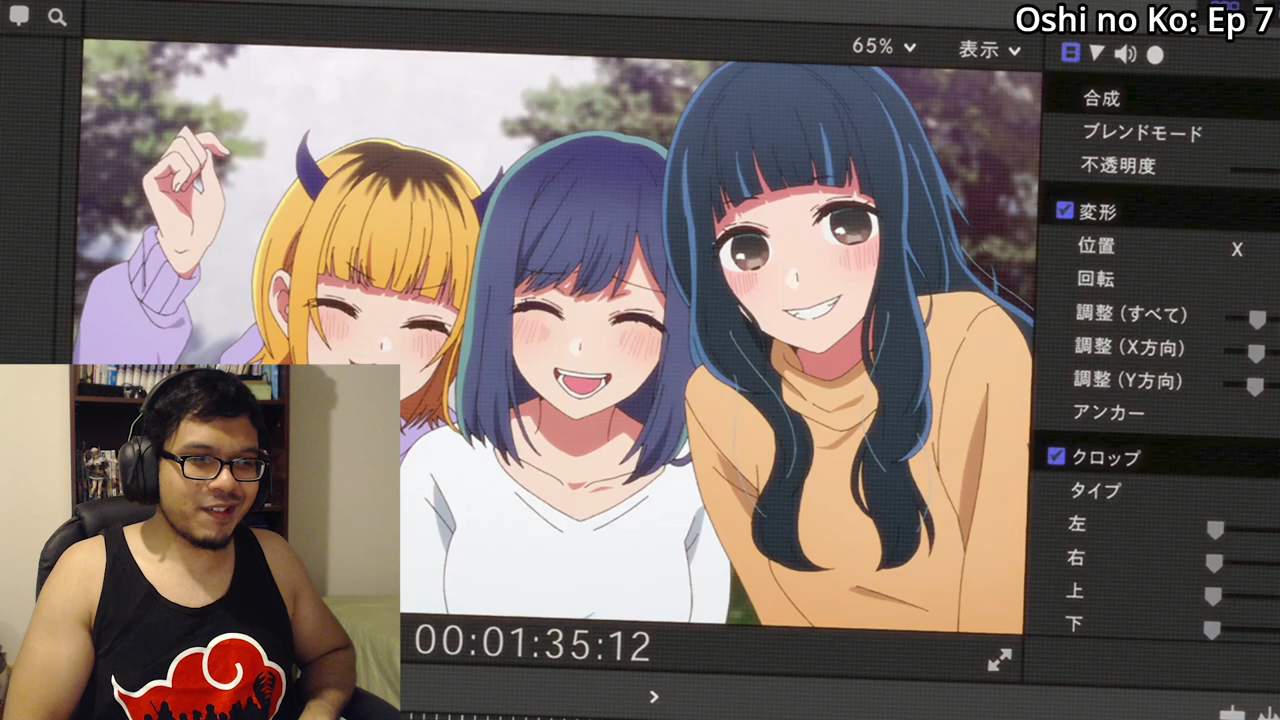 Oshi no Ko: Ep 7
65%
表示
合成
ブレンドモード
不透明度
変形
位置 X
回転
調整 (すべて)
調整 (X方向)
調整 (Y方向)
アンカー
クロップ
タイプ
左
右
上
下
00:01:35:12